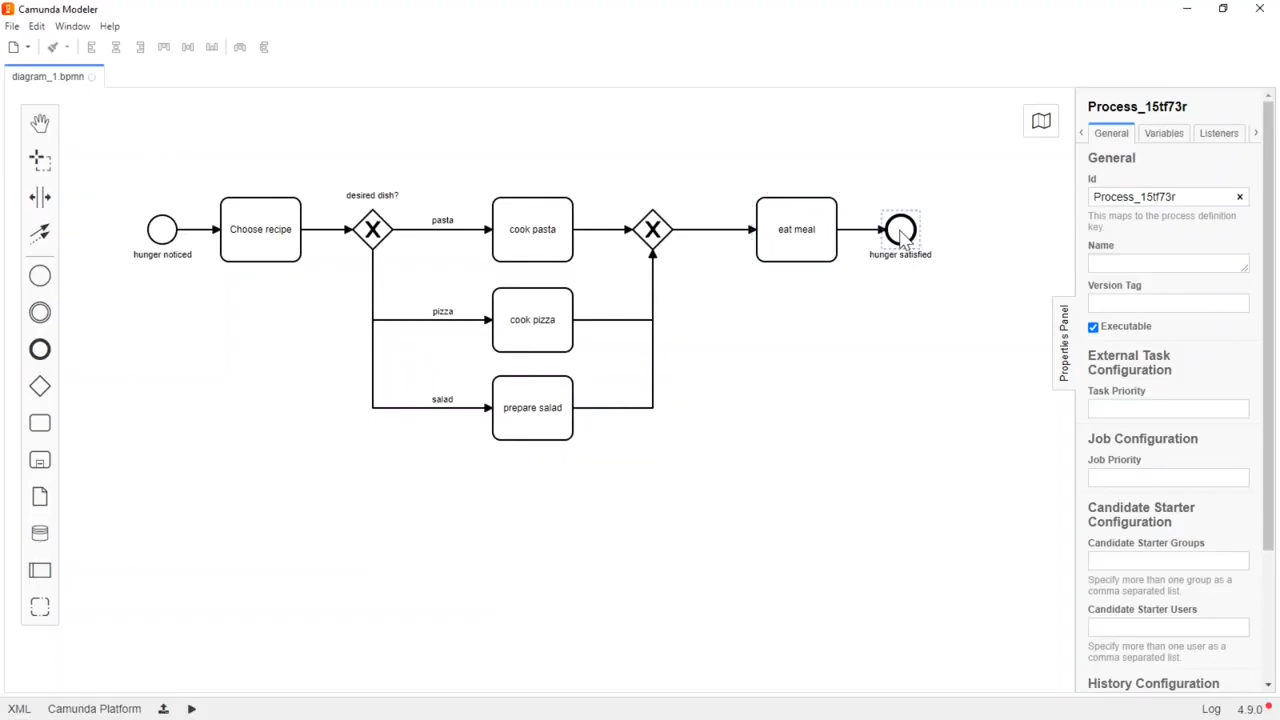 Camunda Modeler
File Edit Window Help
diagram_1.bpmn
desired dish?
hunger noticed
Choose recipe
pasta
cook pasta
eat meal
hunger satisfied
pizza
cook pizza
salad
prepare salad
Properties Panel
Process_15tf73r
General Variables Listeners
General
Id
Process_15tf73r
This maps to the process definition
key.
Name
Version Tag
Executable
External Task
Configuration
Task Priority
Job Configuration
Job Priority
Candidate Starter
Configuration
Candidate Starter Groups
Specify more than one group as a
comma separated list.
Candidate Starter Users
Specify more than one user as a
comma separated list.
History Configuration
XML Camunda Platform
Log 4.9.0